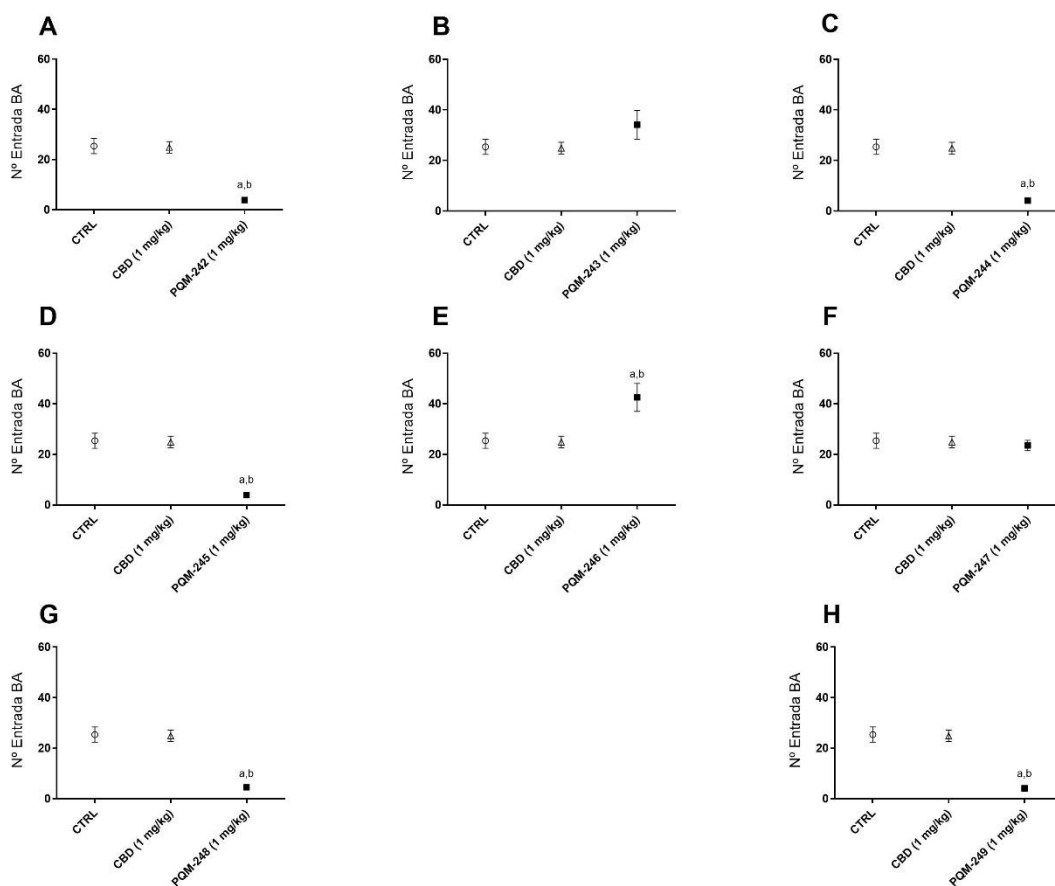 A
Nº Entrada BA
60
40
20
0
CTRL
CBD (1 mg/kg)
PQM-242 (1 mg/kg)
a,b
B
Nº Entrada BA
60
40
20
0
CTRL
CBD (1 mg/kg)
PQM-243 (1 mg/kg)
C
Nº Entrada BA
60
40
20
0
CTRL
CBD (1 mg/kg)
PQM-244 (1 mg/kg)
a,b
D
Nº Entrada BA
60
40
20
0
CTRL
CBD (1 mg/kg)
PQM-245 (1 mg/kg)
a,b
E
Nº Entrada BA
60
40
20
0
CTRL
CBD (1 mg/kg)
PQM-246 (1 mg/kg)
a,b
F
Nº Entrada BA
60
40
20
0
CTRL
CBD (1 mg/kg)
PQM-247 (1 mg/kg)
G
Nº Entrada BA
60
40
20
0
CTRL
CBD (1 mg/kg)
PQM-248 (1 mg/kg)
a,b
H
Nº Entrada BA
60
40
20
0
CTRL
CBD (1 mg/kg)
PQM-249 (1 mg/kg)
a,b